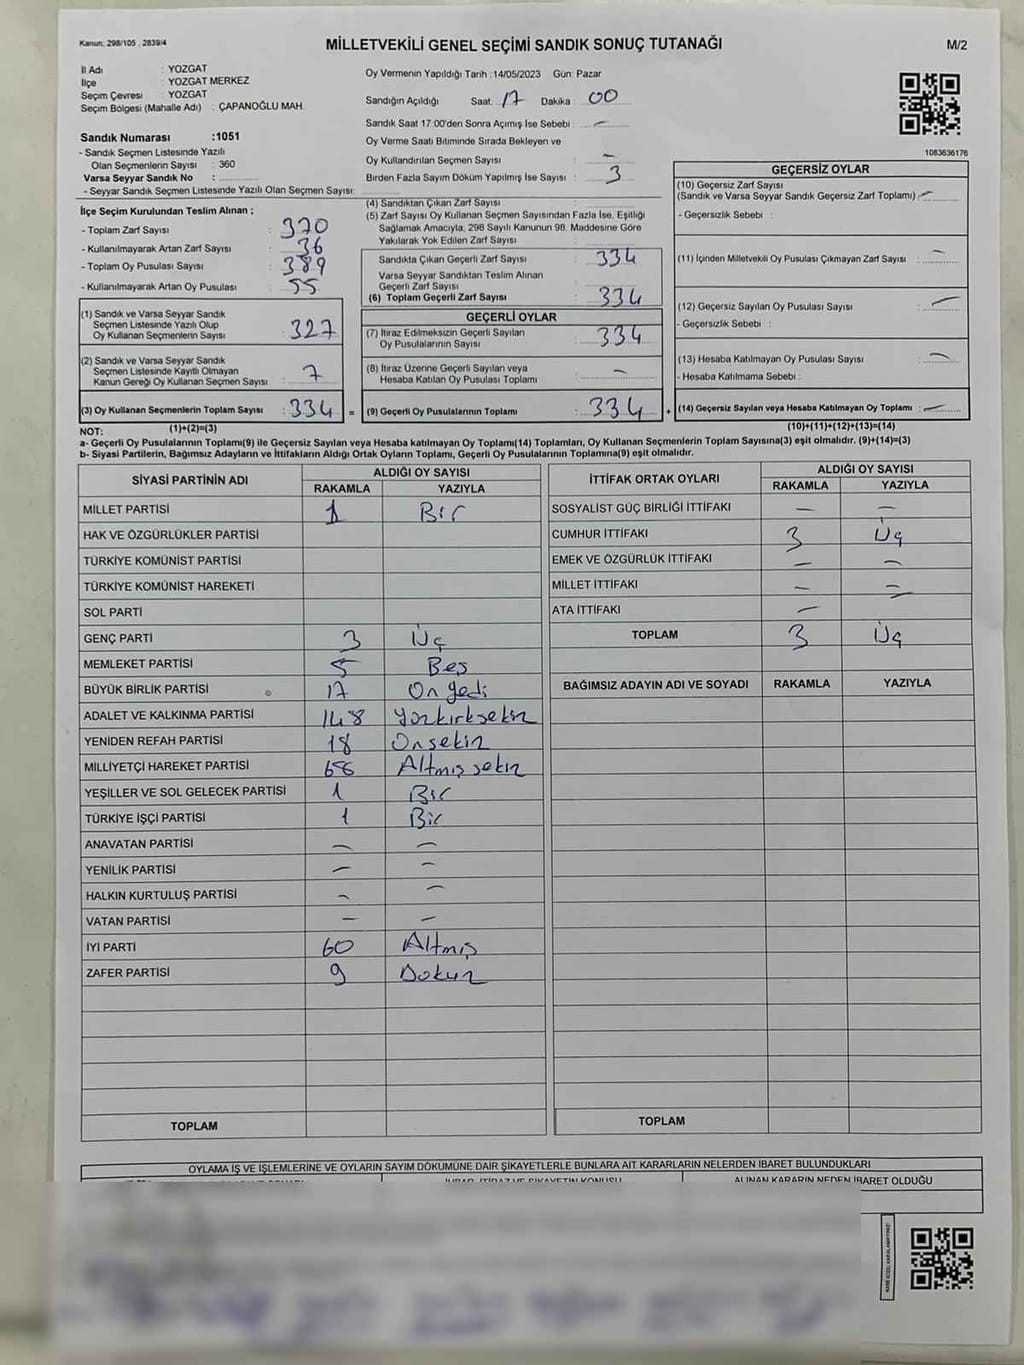 Kanun: 298/105 , 2839/4
MİLLETVEKİLİ GENEL SEÇİMİ SANDIK SONUÇ TUTANAĞI
M/2
İl Adı : YOZGAT
İlçe : YOZGAT MERKEZ
Seçim Çevresi : YOZGAT
Seçim Bölgesi (Mahalle Adı) : ÇAPANOĞLU MAH.
Sandık Numarası :1051
- Sandık Seçmen Listesinde Yazılı
Olan Seçmenlerin Sayısı : 360
Varsa Seyyar Sandık No :
- Seyyar Sandık Seçmen Listesinde Yazılı Olan Seçmen Sayısı:
Oy Vermenin Yapıldığı Tarih :14/05/2023 Gün: Pazar
Sandığın Açıldığı Saat: 17 Dakika : 00
Sandık Saat 17:00'den Sonra Açımış İse Sebebi : -
Oy Verme Saati Bitiminde Sırada Bekleyen ve
Oy Kullandırılan Seçmen Sayısı : -
Birden Fazla Sayım Döküm Yapılmış İse Sayısı : 3
1083636176
İlçe Seçim Kurulundan Teslim Alınan ;
- Toplam Zarf Sayısı : 370
- Kullanılmayarak Artan Zarf Sayısı : 36
- Toplam Oy Pusulası Sayısı : 389
- Kullanılmayarak Artan Oy Pusulası : 55
(1) Sandık ve Varsa Seyyar Sandık
Seçmen Listesinde Yazılı Olup
Oy Kullanan Seçmenlerin Sayısı : 327
(2) Sandık ve Varsa Seyyar Sandık
Seçmen Listesinde Kayıtlı Olmayan
Kanun Gereği Oy Kullanan Seçmen Sayısı : 7
(3) Oy Kullanan Seçmenlerin Toplam Sayısı : 334 =
(4) Sandıktan Çıkan Zarf Sayısı :
(5) Zarf Sayısı Oy Kullanan Seçmen Sayısından Fazla İse, Eşitliği
Sağlamak Amacıyla, 298 Sayılı Kanunun 98. Maddesine Göre
Yakılarak Yok Edilen Zarf Sayısı :
Sandıkta Çıkan Geçerli Zarf Sayısı : 334
Varsa Seyyar Sandıktan Teslim Alınan
Geçerli Zarf Sayısı :
(6) Toplam Geçerli Zarf Sayısı : 334
GEÇERLİ OYLAR
(7) İtiraz Edilmeksizin Geçerli Sayılan
Oy Pusulalarının Sayısı : 334
(8) İtiraz Üzerine Geçerli Sayılan veya
Hesaba Katılan Oy Pusulası Toplamı : -
(9) Geçerli Oy Pusulalarının Toplamı : 334 +
GEÇERSİZ OYLAR
(10) Geçersiz Zarf Sayısı
(Sandık ve Varsa Seyyar Sandık Geçersiz Zarf Toplamı) : -
- Geçersizlik Sebebi :
(11) İçinden Milletvekili Oy Pusulası Çıkmayan Zarf Sayısı : -
(12) Geçersiz Sayılan Oy Pusulası Sayısı : -
- Geçersizlik Sebebi :
(13) Hesaba Katılmayan Oy Pusulası Sayısı : -
- Hesaba Katılmama Sebebi :
(14) Geçersiz Sayılan veya Hesaba Katılmayan Oy Toplamı : -
NOT: (1)+(2)=(3)
(10)+(11)+(12)+(13)=(14)
a- Geçerli Oy Pusulalarının Toplamı(9) ile Geçersiz Sayılan veya Hesaba katılmayan Oy Toplamı(14) Toplamları, Oy Kullanan Seçmenlerin Toplam Sayısına(3) eşit olmalıdır. (9)+(14)=(3)
b- Siyasi Partilerin, Bağımsız Adayların ve İttifakların Aldığı Ortak Oyların Toplamı, Geçerli Oy Pusulalarının Toplamına(9) eşit olmalıdır.
SİYASİ PARTİNİN ADI ALDIĞI OY SAYISI
RAKAMLA YAZIYLA
MİLLET PARTİSİ 1 Bir
HAK VE ÖZGÜRLÜKLER PARTİSİ
TÜRKİYE KOMÜNİST PARTİSİ
TÜRKİYE KOMÜNİST HAREKETİ
SOL PARTİ
GENÇ PARTİ 3 Üç
MEMLEKET PARTİSİ 5 Beş
BÜYÜK BİRLİK PARTİSİ 17 On yedi
ADALET VE KALKINMA PARTİSİ 148 Yüzkırksekiz
YENİDEN REFAH PARTİSİ 18 Onsekiz
MİLLİYETÇİ HAREKET PARTİSİ 68 Altmış sekiz
YEŞİLLER VE SOL GELECEK PARTİSİ 1 Bir
TÜRKİYE İŞÇİ PARTİSİ 1 Bir
ANAVATAN PARTİSİ - -
YENİLİK PARTİSİ - -
HALKIN KURTULUŞ PARTİSİ - -
VATAN PARTİSİ - -
İYİ PARTİ 60 Altmış
ZAFER PARTİSİ 9 Dokuz
TOPLAM
İTTİFAK ORTAK OYLARI ALDIĞI OY SAYISI
RAKAMLA YAZIYLA
SOSYALİST GÜÇ BİRLİĞİ İTTİFAKI - -
CUMHUR İTTİFAKI 3 Üç
EMEK VE ÖZGÜRLÜK İTTİFAKI - -
MİLLET İTTİFAKI - -
ATA İTTİFAKI - -
TOPLAM 3 Üç
BAĞIMSIZ ADAYIN ADI VE SOYADI RAKAMLA YAZIYLA
TOPLAM
OYLAMA İŞ VE İŞLEMLERİNE VE OYLARIN SAYIM DÖKÜMÜNE DAİR ŞİKAYETLERLE BUNLARA AİT KARARLARIN NELERDEN İBARET BULUNDUKLARI
ALINAN KARARIN NEDEN İBARET OLDUĞU